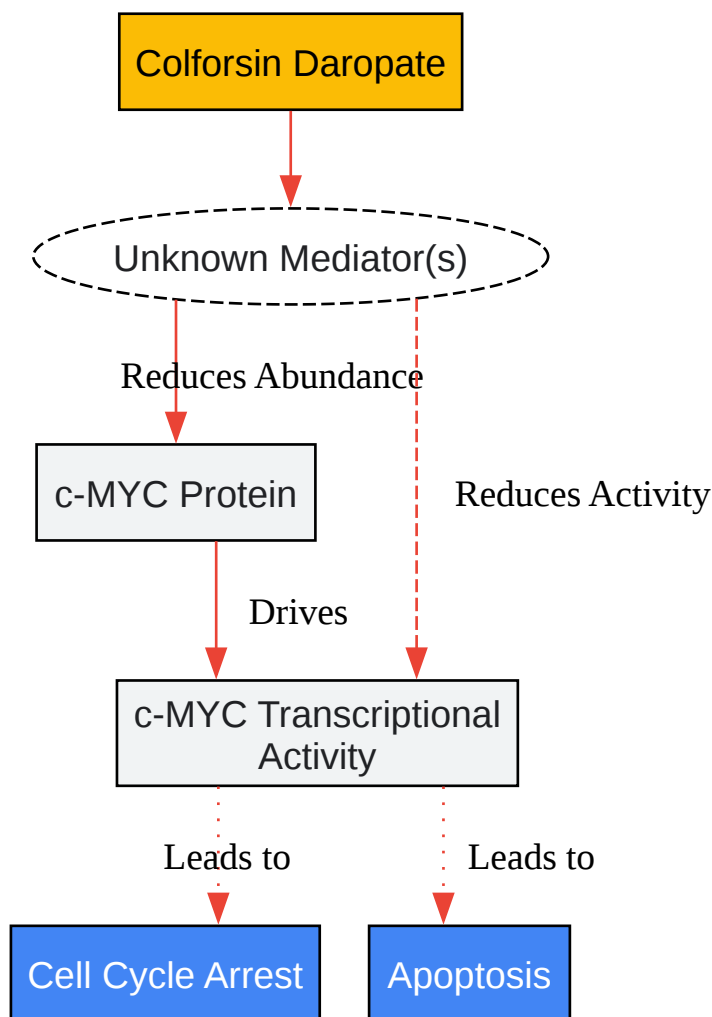 Colforsin Daropate
Unknown Mediator(s)
Reduces Abundance
c-MYC Protein
Reduces Activity
Drives
c-MYC Transcriptional
Activity
Leads to
Leads to
Cell Cycle Arrest
Apoptosis